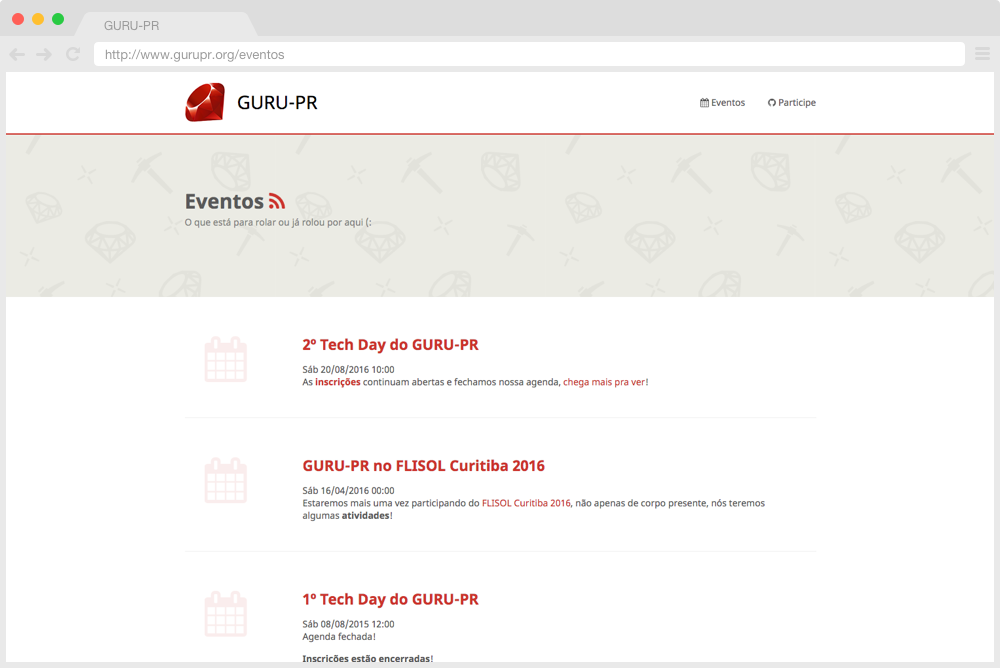 GURU-PR
http://www.gurupr.org/eventos
GURU-PR
Eventos
Participe
Eventos
O que está para rolar ou já rolou por aqui (:
2º Tech Day do GURU-PR
Sáb 20/08/2016 10:00
As inscrições continuam abertas e fechamos nossa agenda, chega mais pra ver!
GURU-PR no FLISOL Curitiba 2016
Sáb 16/04/2016 00:00
Estaremos mais uma vez participando do FLISOL Curitiba 2016, não apenas de corpo presente, nós teremos
algumas atividades!
1º Tech Day do GURU-PR
Sáb 08/08/2015 12:00
Agenda fechada!
Inscrições estão encerradas!